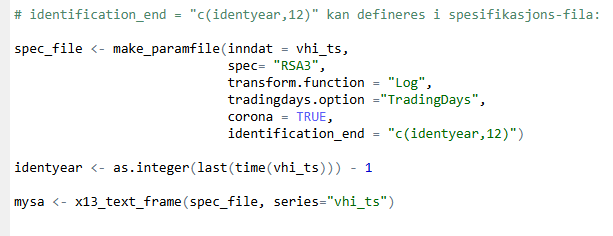 # identification_end = "c(identyear,12)" kan defineres i spesifikasjons-fila:
spec_file <- make_paramfile(inndat = vhi_ts,
spec= "RSA3",
transform.function = "Log",
tradingdays.option ="TradingDays",
corona = TRUE,
identification_end = "c(identyear,12)")
identyear <- as.integer(last(time(vhi_ts))) - 1
mysa <- x13_text_frame(spec_file, series="vhi_ts")